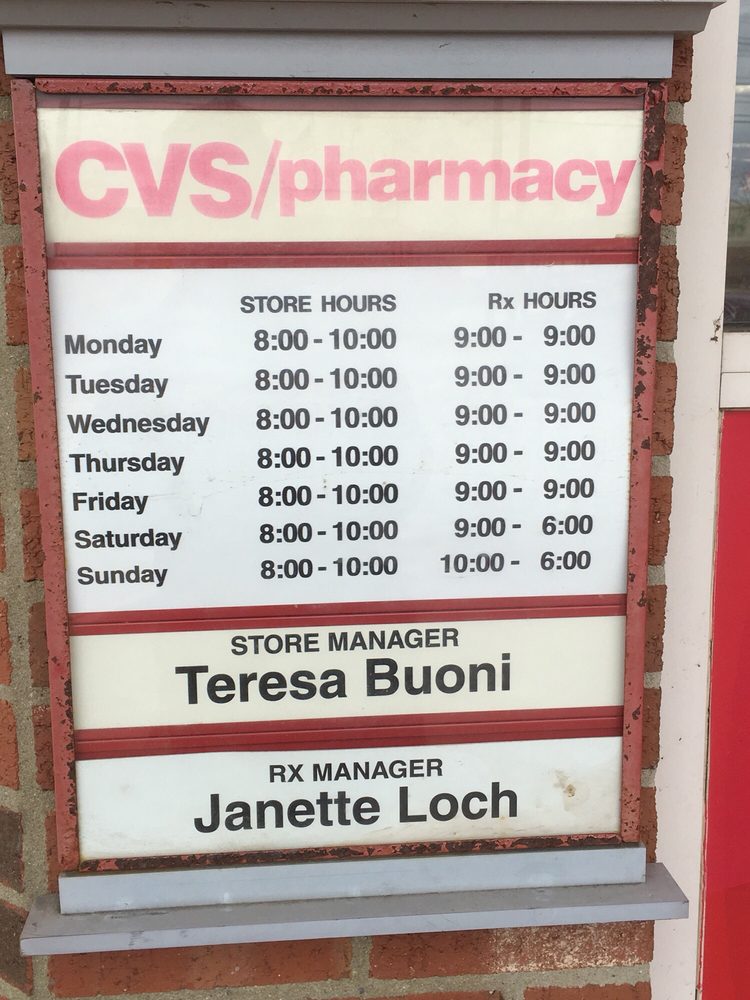 CVS/pharmacy
STORE HOURS Rx HOURS
Monday 8:00 - 10:00 9:00 - 9:00
Tuesday 8:00 - 10:00 9:00 - 9:00
Wednesday 8:00 - 10:00 9:00 - 9:00
Thursday 8:00 - 10:00 9:00 - 9:00
Friday 8:00 - 10:00 9:00 - 9:00
Saturday 8:00 - 10:00 9:00 - 6:00
Sunday 8:00 - 10:00 10:00 - 6:00
STORE MANAGER
Teresa Buoni
RX MANAGER
Janette Loch